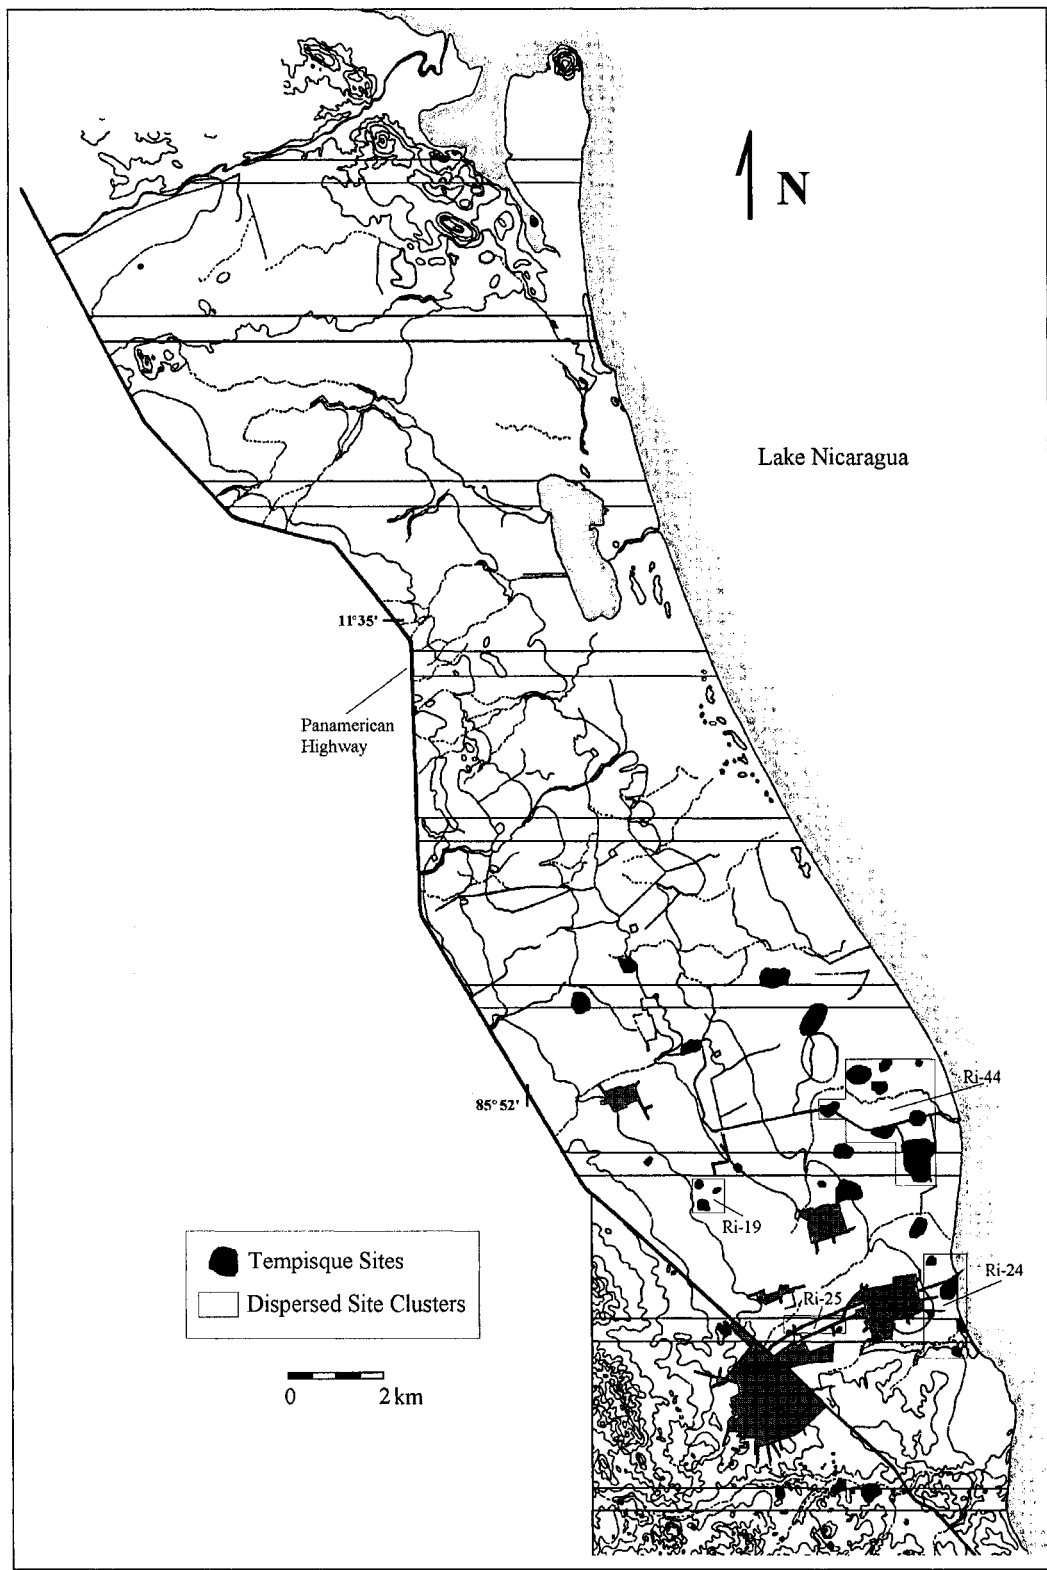 N
Lake Nicaragua
11°35'
Panamerican
Highway
85°52'
Ri-44
Ri-19
Ri-24
Ri-25
Tempisque Sites
Dispersed Site Clusters
0 2 km